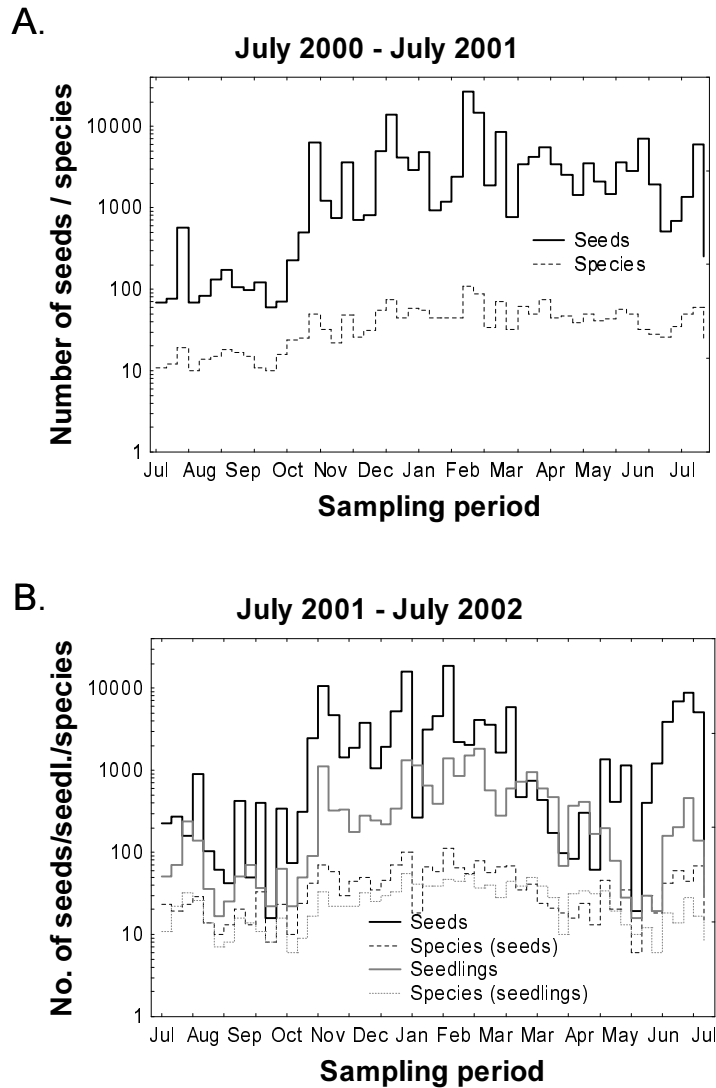 A.
July 2000 - July 2001
Number of seeds / species
10000
1000
100
10
1
Seeds
Species
Jul Aug Sep Oct Nov Dec Jan Feb Mar Apr May Jun Jul
Sampling period
B.
July 2001 - July 2002
No. of seeds/seedl./species
10000
1000
100
10
1
Seeds
Species (seeds)
Seedlings
Species (seedlings)
Jul Aug Sep Oct Nov Dec Jan Feb Mar Apr May Jun Jul
Sampling period